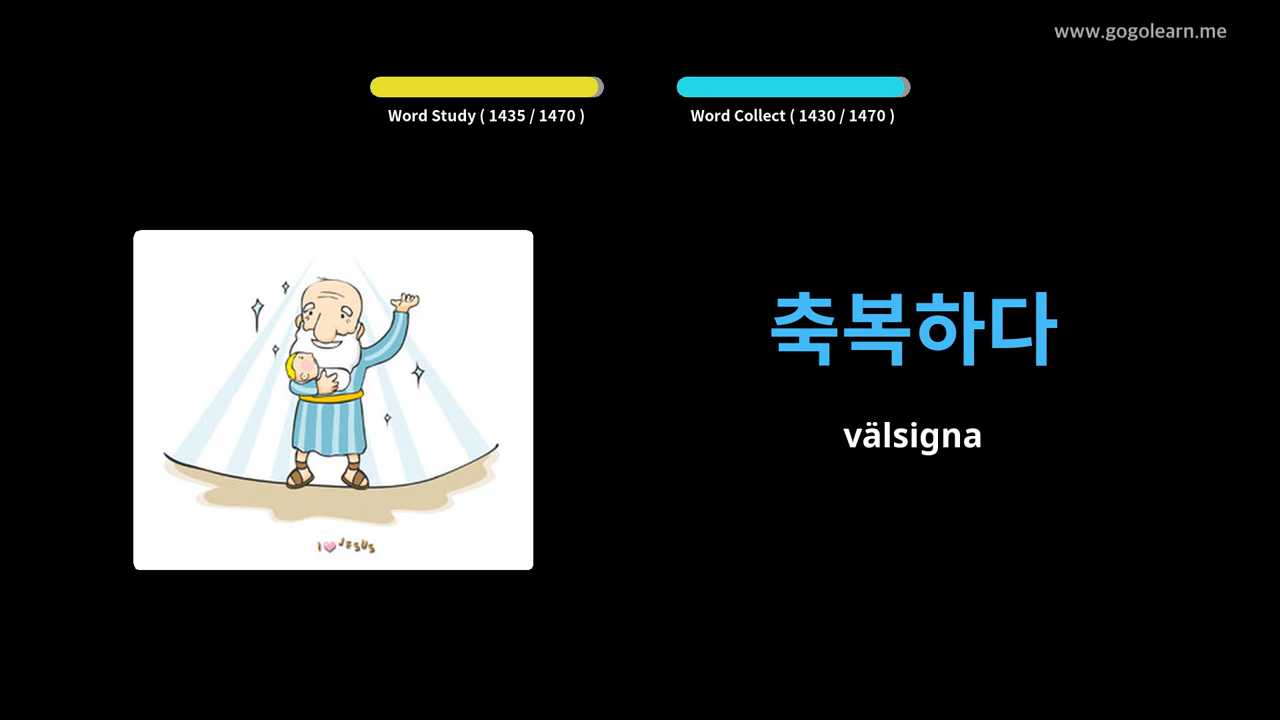 www.gogolearn.me
Word Study ( 1435 / 1470 )
Word Collect ( 1430 / 1470 )
축복하다
välsigna
I JESUS